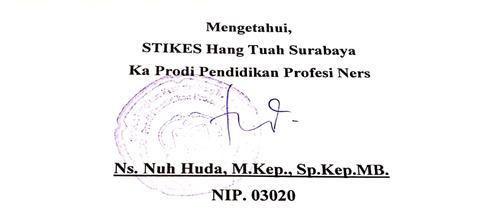 Mengetahui,
STIKES Hang Tuah Surabaya
Ka Prodi Pendidikan Profesi Ners
Ns. Nuh Huda, M.Kep., Sp.Kep.MB.
NIP. 03020